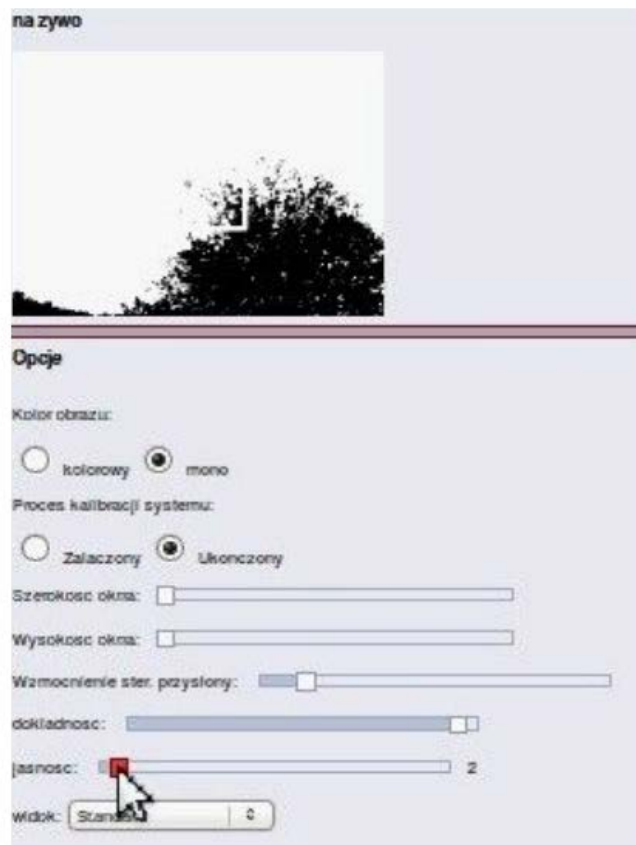 na zywo
Opcje
Kolor obrazu:
kolorowy mono
Proces kalibracji systemu:
Zalaczony Ukonczony
Szerokosc okna:
Wysokosc okna:
Wzmocnienie ster. przyslony:
dokladnosc:
jasnosc: 2
widok: